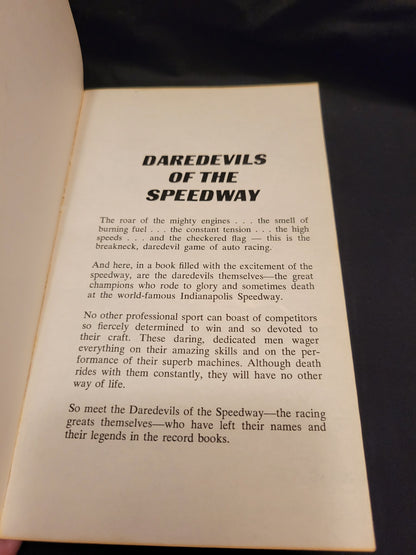 DAREDEVILS
OF THE
SPEEDWAY
The roar of the mighty engines . . . the smell of
burning fuel . . . the constant tension . . . the high
speeds . . . and the checkered flag — this is the
breakneck, daredevil game of auto racing.
And here, in a book filled with the excitement of the
speedway, are the daredevils themselves—the great
champions who rode to glory and sometimes death
at the world-famous Indianapolis Speedway.
No other professional sport can boast of competitors
so fiercely determined to win and so devoted to
their craft. These daring, dedicated men wager
everything on their amazing skills and on the per-
formance of their superb machines. Although death
rides with them constantly, they will have no other
way of life.
So meet the Daredevils of the Speedway—the racing
greats themselves—who have left their names and
their legends in the record books.